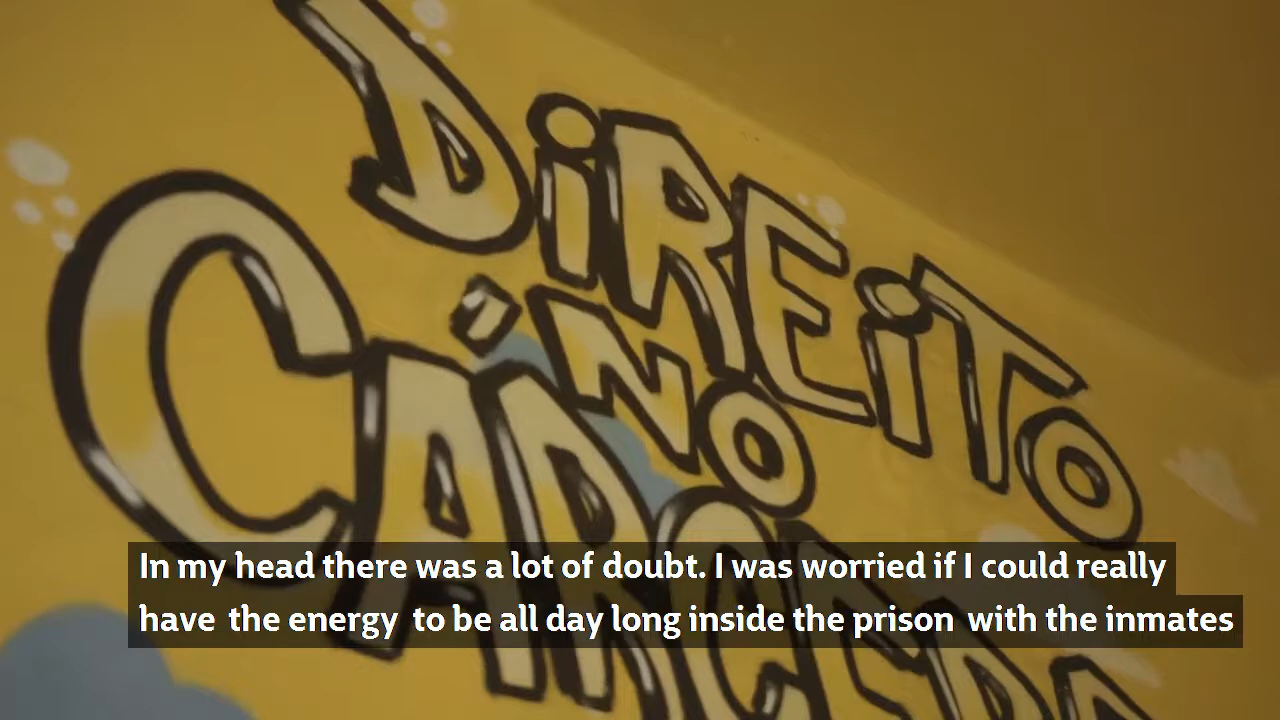 DiREiTO
NO
In my head there was a lot of doubt. I was worried if I could really
have the energy to be all day long inside the prison with the inmates